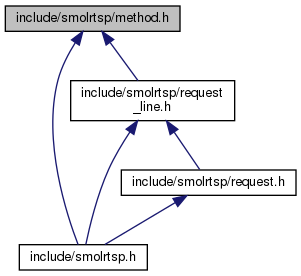 include/smolrtsp/method.h
include/smolrtsp/request
_line.h
include/smolrtsp/request.h
include/smolrtsp.h